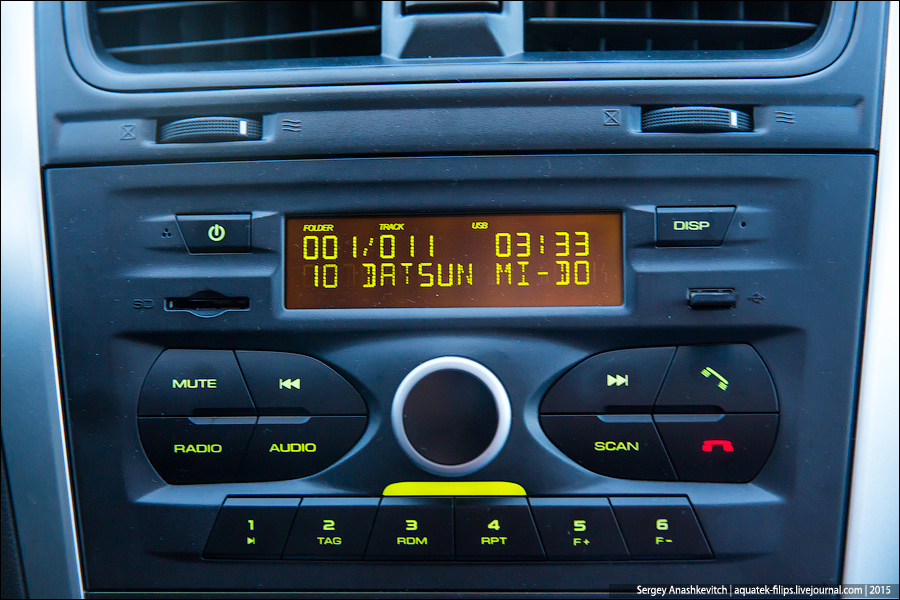 FOLDER TRACK USB
001/011 03:33
10 DATSUN MI-DO
DISP
SD
MUTE
RADIO
AUDIO
SCAN
1
2 TAG
3 RDM
4 RPT
5 F+
6 F-
Sergey Anashkevitch | aquatek-filips.livejournal.com | 2015